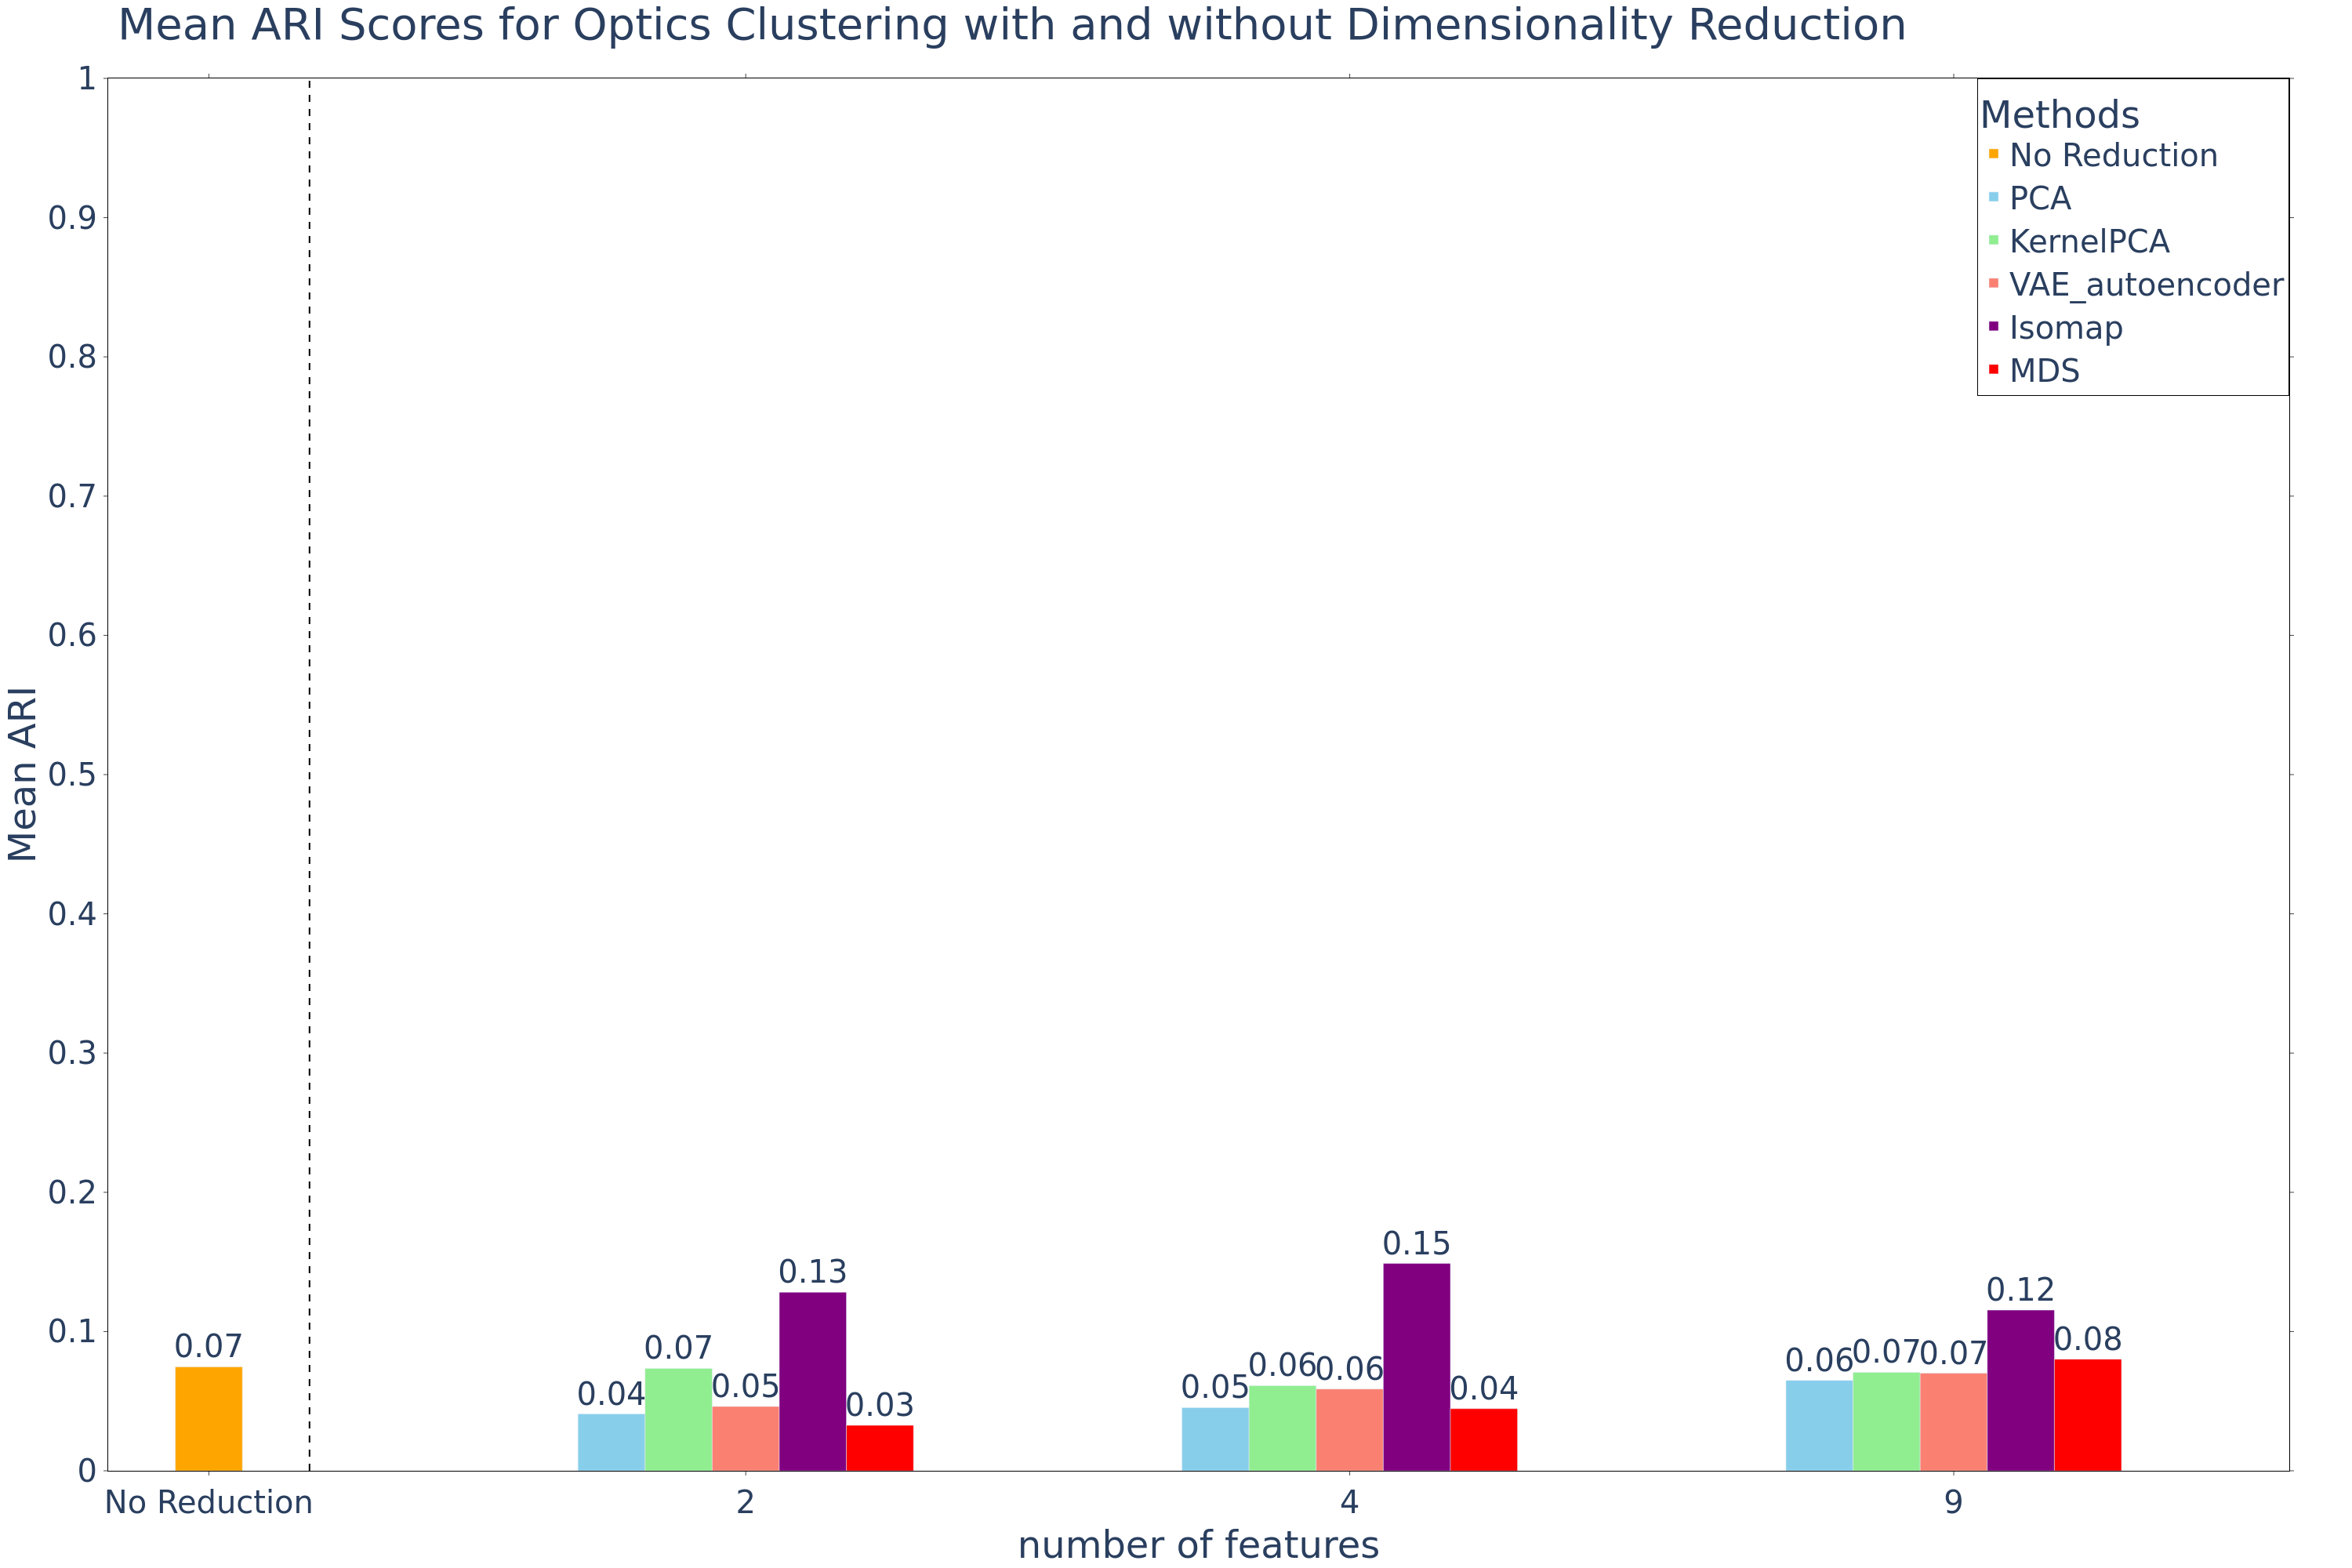 Mean ARI Scores for Optics Clustering with and without Dimensionality Reduction
Methods
No Reduction
PCA
KernelPCA
VAE_autoencoder
Isomap
MDS
Mean ARI
1
0.9
0.8
0.7
0.6
0.5
0.4
0.3
0.2
0.1
0
0.07
0.04
0.07
0.05
0.13
0.03
0.05
0.06
0.06
0.15
0.04
0.06
0.07
0.07
0.12
0.08
No Reduction
2
4
9
number of features